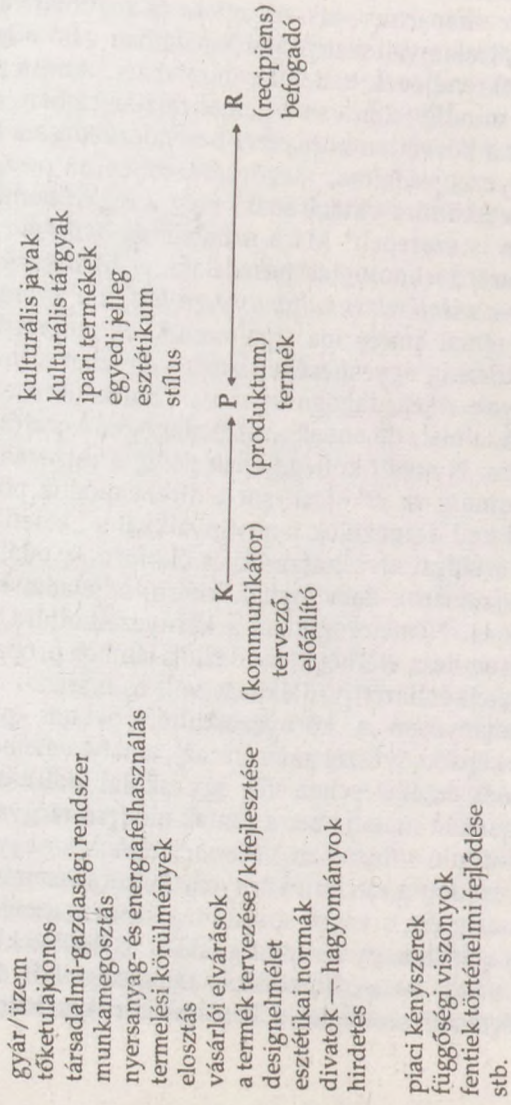 gyár/üzem
tőketulajdonos
társadalmi-gazdasági rendszer
munkamegosztás
nyersanyag- és energiafelhasználás
termelési körülmények
elosztás
vásárlói elvárások
a termék tervezése/kifejlesztése
designelmélet
esztétikai normák
divatok — hagyományok
hirdetés
piaci kényszerek
függőségi viszonyok
fentiek történelmi fejlődése
stb.
kulturális javak
kulturális tárgyak
ipari termékek
egyedi jelleg
esztétikum
stílus
K P R
(kommunikátor) (produktum) (recipiens)
tervező, termék befogadó
előállító